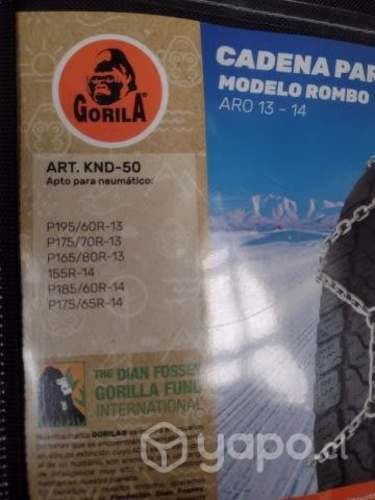 GORILA
CADENA PAR
MODELO ROMBO
ARO 13 - 14
ART. KND-50
Apto para neumático:
P195/60R-13
P175/70R-13
P165/80R-13
155R-14
P185/60R-14
P175/65R-14
THE DIAN FOSSEY
GORILLA FUND
INTERNATIONAL
yapo.cl